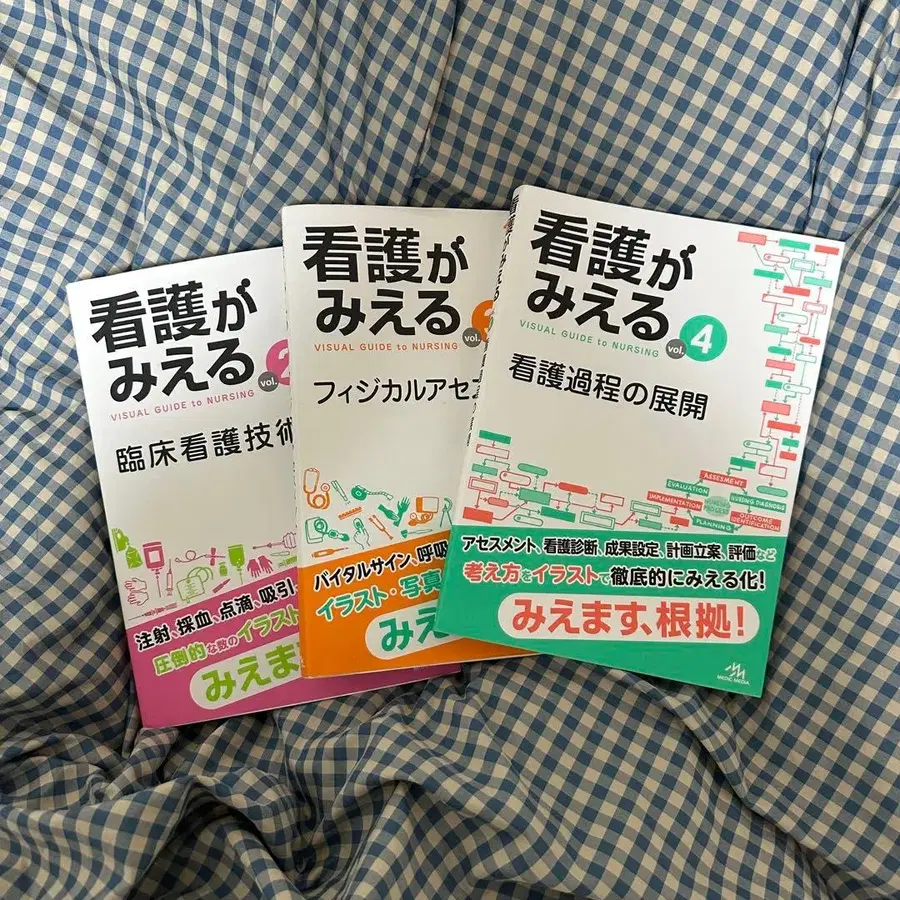 看護が
みえる
vol. 2
VISUAL GUIDE to NURSING
臨床看護技術
注射、採血、点滴、吸引
圧倒的な数のイラスト
みえま
看護が
みえる
vol.
VISUAL GUIDE to NURSING
フィジカルアセス
バイタルサイン、呼吸
イラスト・写真
みえ
看護が
みえる
vol. 4
VISUAL GUIDE to NURSING
看護過程の展開
ASSESMENT
EVALUATION
NURSING DIAGNOSIS
IMPLEMENTATION
OUTCOME
IDENTIFICATION
PLANNING
アセスメント、看護診断、成果設定、計画立案、評価など
考え方をイラストで徹底的にみえる化!
みえます、根拠!
MEDIC MEDIA